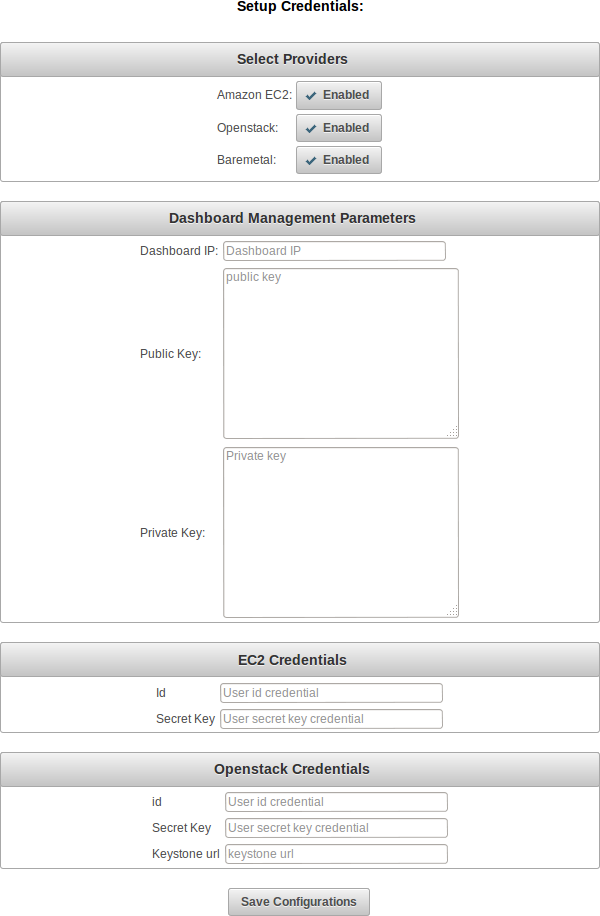 Setup Credentials:
Select Providers
Amazon EC2: Enabled
Openstack: Enabled
Baremetal: Enabled
Dashboard Management Parameters
Dashboard IP: Dashboard IP
public key
Public Key:
Private key
Private Key:
EC2 Credentials
Id User id credential
Secret Key User secret key credential
Openstack Credentials
id User id credential
Secret Key User secret key credential
Keystone url keystone url
Save Configurations